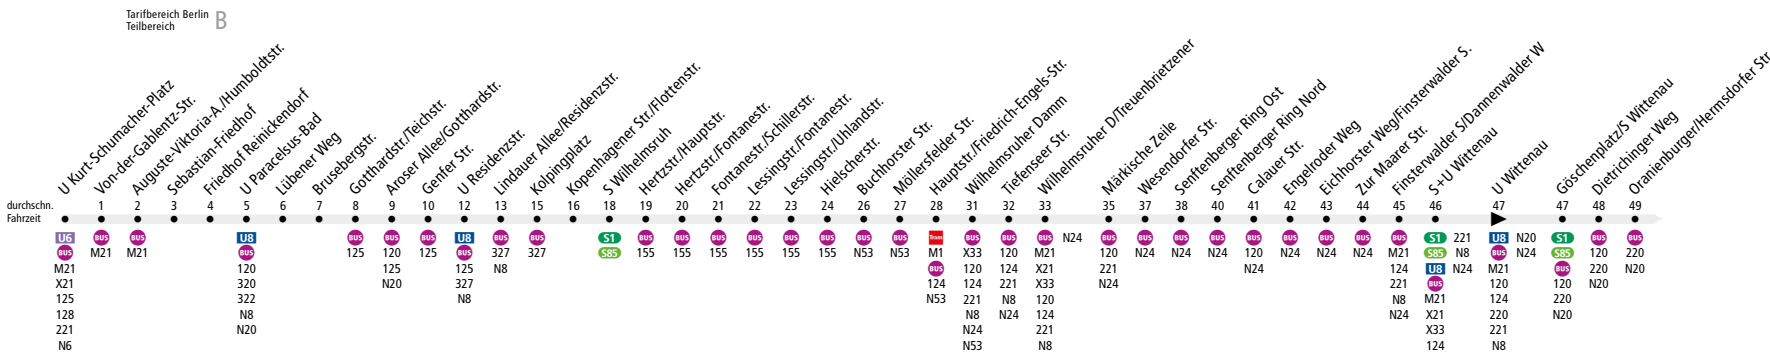 Tarifbereich Berlin
Teilbereich
B
U Kurt-Schumacher-Platz
Von-der-Gablentz-Str.
Auguste-Viktoria-A./Humboldtstr.
Sebastian-Friedhof
Friedhof Reinickendorf
U Paracelsus-Bad
Lübener Weg
Brusebergstr.
Gotthardstr./Teichstr.
Aroser Allee/Gotthardstr.
Genfer Str.
U Residenzstr.
Lindauer Allee/Residenzstr.
Kolpingplatz
Kopenhagener Str./Flottenstr.
S Wilhelmsruh
Hertzstr./Hauptstr.
Hertzstr./Fontanestr.
Fontanestr./Schillerstr.
Lessingstr./Fontanestr.
Lessingstr./Uhlandstr.
Hielscherstr.
Buchhorster Str.
Möllersfelder Str.
Hauptstr./Friedrich-Engels-Str.
Wilhelmsruher Damm
Tiefenseer Str.
Wilhelmsruher D/Treuenbrietzener
Märkische Zeile
Wesendorfer Str.
Senftenberger Ring Ost
Senftenberger Ring Nord
Calauer Str.
Engelroder Weg
Eichhorster Weg/Finsterwalder S.
Zur Maarer Str.
Finsterwalder S/Dannenwalder W
S+U Wittenau
U Wittenau
Göschenplatz/S Wittenau
Dietrichinger Weg
Oranienburger/Hermsdorfer Str
durchschn.
Fahrzeit
1 2 3 4 5 6 7 8 9 10 12 13 15 16 18 19 20 21 22 23 24 26 27 28 31 32 33 35 37 38 40 41 42 43 44 45 46 47 47 48 49
U6
BUS
M21
X21
125
128
221
N6
BUS
M21
BUS
M21
U8
BUS
120
320
322
N8
N20
BUS
125
BUS
120
125
N20
BUS
125
U8
BUS
125
327
N8
BUS
327
N8
BUS
327
S1
S85
BUS
155
BUS
155
BUS
155
BUS
155
BUS
155
BUS
155
BUS
N53
BUS
N53
Tram
M1
BUS
124
N53
BUS
X33
120
124
221
N8
N24
N53
BUS
120
124
221
N8
N24
BUS
M21
X21
X33
120
124
221
N8
N24
BUS
120
221
N24
BUS
N24
BUS
N24
BUS
N24
BUS
120
N24
BUS
N24
BUS
N24
BUS
N24
BUS
M21
124
221
N8
N24
S1
S85
U8
BUS
M21
X21
X33
124
221
N8
N24
U8
BUS
M21
120
124
220
221
N8
N20
N24
S1
S85
BUS
120
220
N20
BUS
120
220
N20
BUS
220
N20